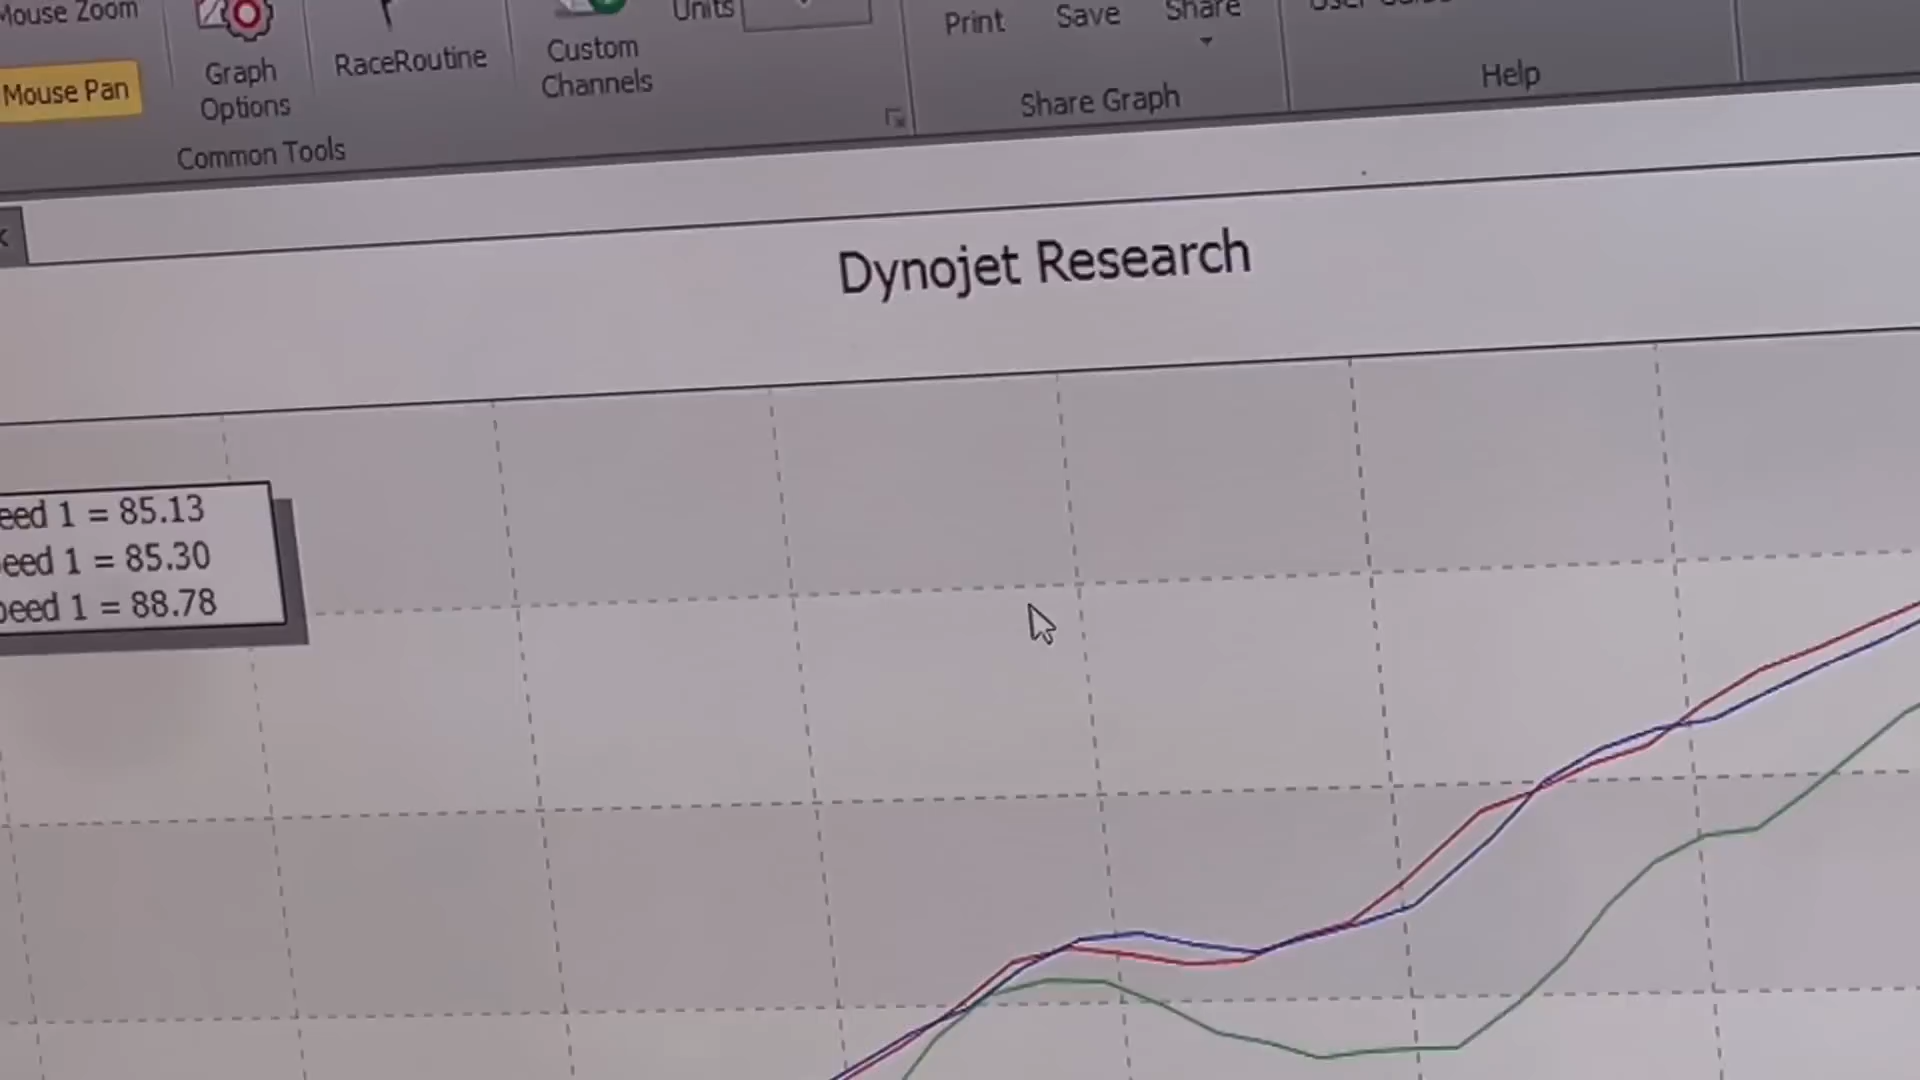 Mouse Zoom
Mouse Pan
Graph
Options
RaceRoutine
Custom
Channels
Units
Common Tools
Print
Save
Share
Share Graph
Help
Dynojet Research
eed 1 = 85.13
eed 1 = 85.30
peed 1 = 88.78